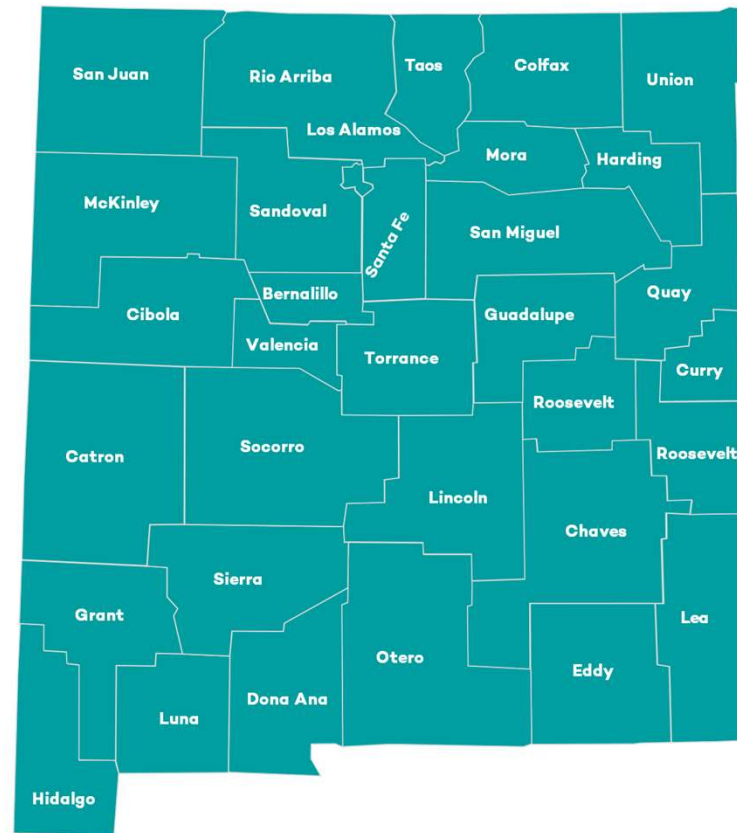 San Juan
Rio Arriba
Taos
Colfax
Union
Los Alamos
Mora
Harding
McKinley
Sandoval
Santa Fe
San Miguel
Bernalillo
Quay
Cibola
Guadalupe
Valencia
Torrance
Curry
Roosevelt
Socorro
Roosevelt
Catron
Lincoln
Chaves
Sierra
Grant
Lea
Otero
Eddy
Dona Ana
Luna
Hidalgo